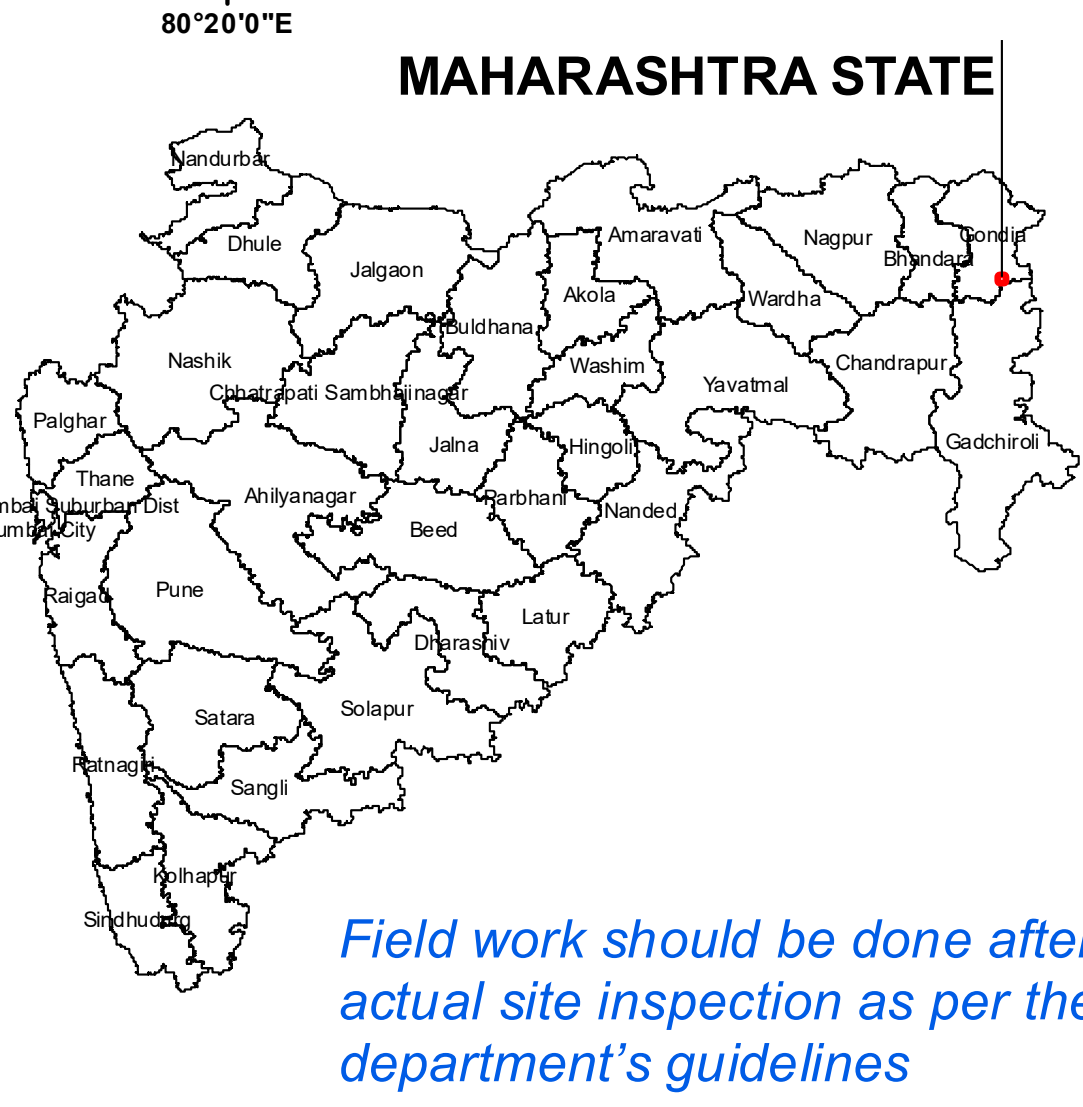 80°20'0"E
MAHARASHTRA STATE
Nandurbar
Dhule
Jalgaon
Amaravati
Nagpur
Gondia
Bhandara
Akola
Wardha
Buldhana
Nashik
Washim
Chandrapur
Yavatmal
Chhatrapati Sambhajinagar
Palghar
Jalna
Hingoli
Gadchiroli
Thane
Ahilyanagar
Parbhani
mbai Suburban Dist
Nanded
umbai City
Beed
Pune
Raigad
Latur
Dharashiv
Solapur
Satara
Ratnagiri
Sangli
Kolhapur
Sindhudurg
Field work should be done after
actual site inspection as per the
department’s guidelines